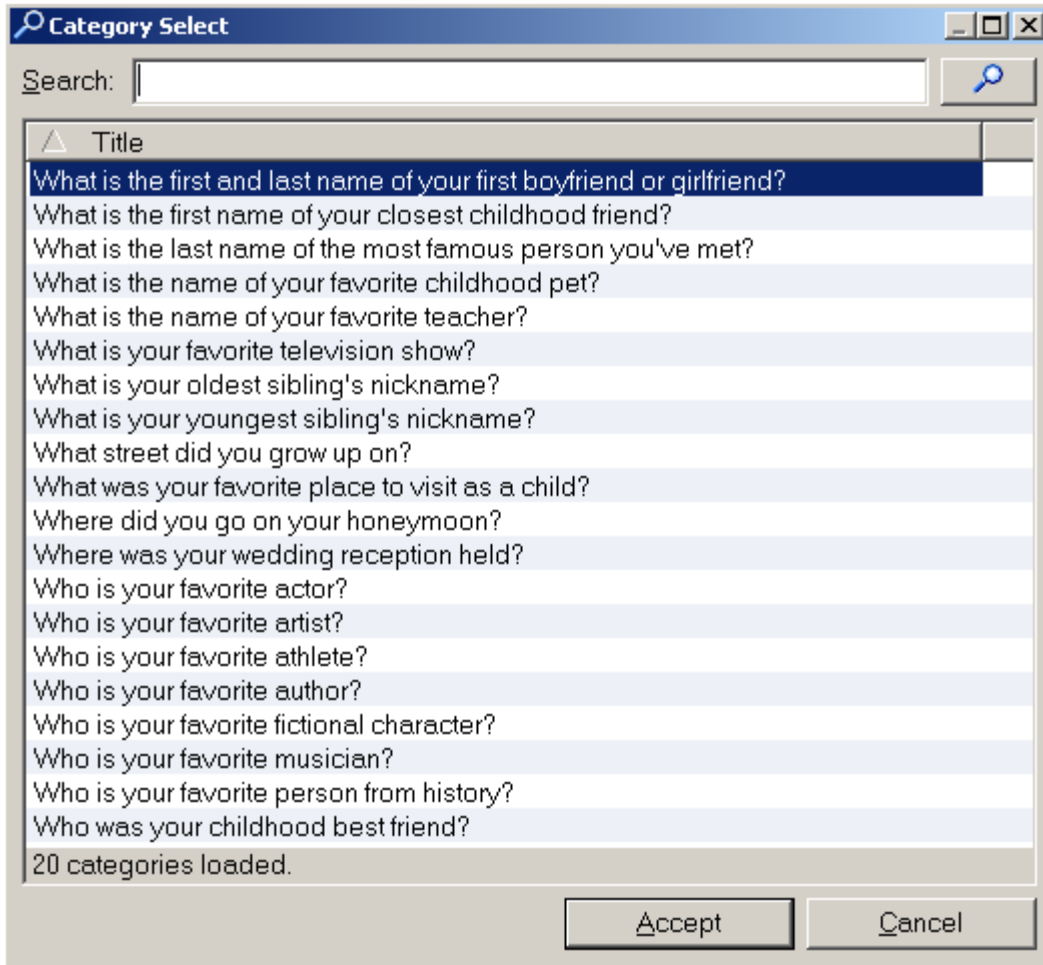 Category Select
Search:
Title
What is the first and last name of your first boyfriend or girlfriend?
What is the first name of your closest childhood friend?
What is the last name of the most famous person you've met?
What is the name of your favorite childhood pet?
What is the name of your favorite teacher?
What is your favorite television show?
What is your oldest sibling's nickname?
What is your youngest sibling's nickname?
What street did you grow up on?
What was your favorite place to visit as a child?
Where did you go on your honeymoon?
Where was your wedding reception held?
Who is your favorite actor?
Who is your favorite artist?
Who is your favorite athlete?
Who is your favorite author?
Who is your favorite fictional character?
Who is your favorite musician?
Who is your favorite person from history?
Who was your childhood best friend?
20 categories loaded.
Accept Cancel